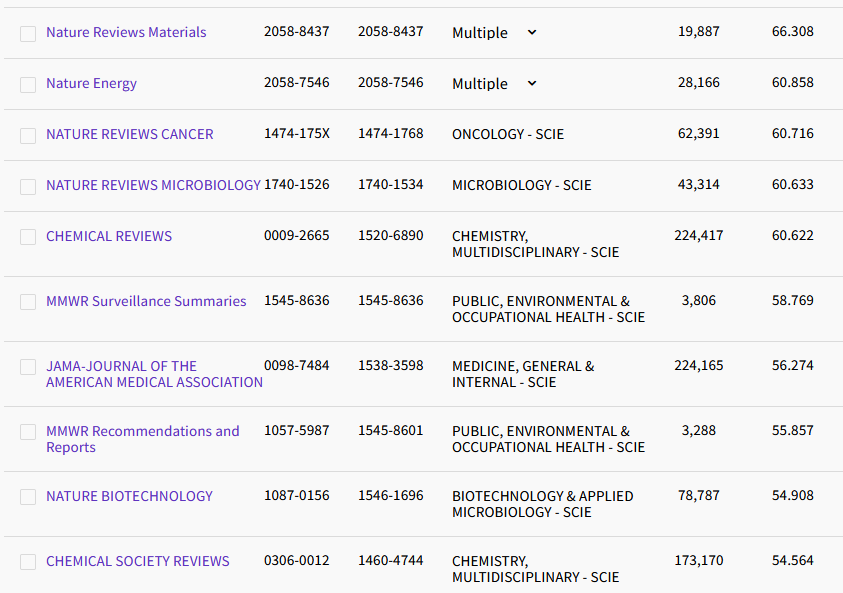 Nature Reviews Materials 2058-8437 2058-8437 Multiple 19,887 66.308
Nature Energy 2058-7546 2058-7546 Multiple 28,166 60.858
NATURE REVIEWS CANCER 1474-175X 1474-1768 ONCOLOGY - SCIE 62,391 60.716
NATURE REVIEWS MICROBIOLOGY 1740-1526 1740-1534 MICROBIOLOGY - SCIE 43,314 60.633
CHEMICAL REVIEWS 0009-2665 1520-6890 CHEMISTRY, 224,417 60.622
MULTIDISCIPLINARY - SCIE
MMWR Surveillance Summaries 1545-8636 1545-8636 PUBLIC, ENVIRONMENTAL & 3,806 58.769
OCCUPATIONAL HEALTH - SCIE
JAMA-JOURNAL OF THE 0098-7484 1538-3598 MEDICINE, GENERAL & 224,165 56.274
AMERICAN MEDICAL ASSOCIATION INTERNAL - SCIE
MMWR Recommendations and 1057-5987 1545-8601 PUBLIC, ENVIRONMENTAL & 3,288 55.857
Reports OCCUPATIONAL HEALTH - SCIE
NATURE BIOTECHNOLOGY 1087-0156 1546-1696 BIOTECHNOLOGY & APPLIED 78,787 54.908
MICROBIOLOGY - SCIE
CHEMICAL SOCIETY REVIEWS 0306-0012 1460-4744 CHEMISTRY, 173,170 54.564
MULTIDISCIPLINARY - SCIE